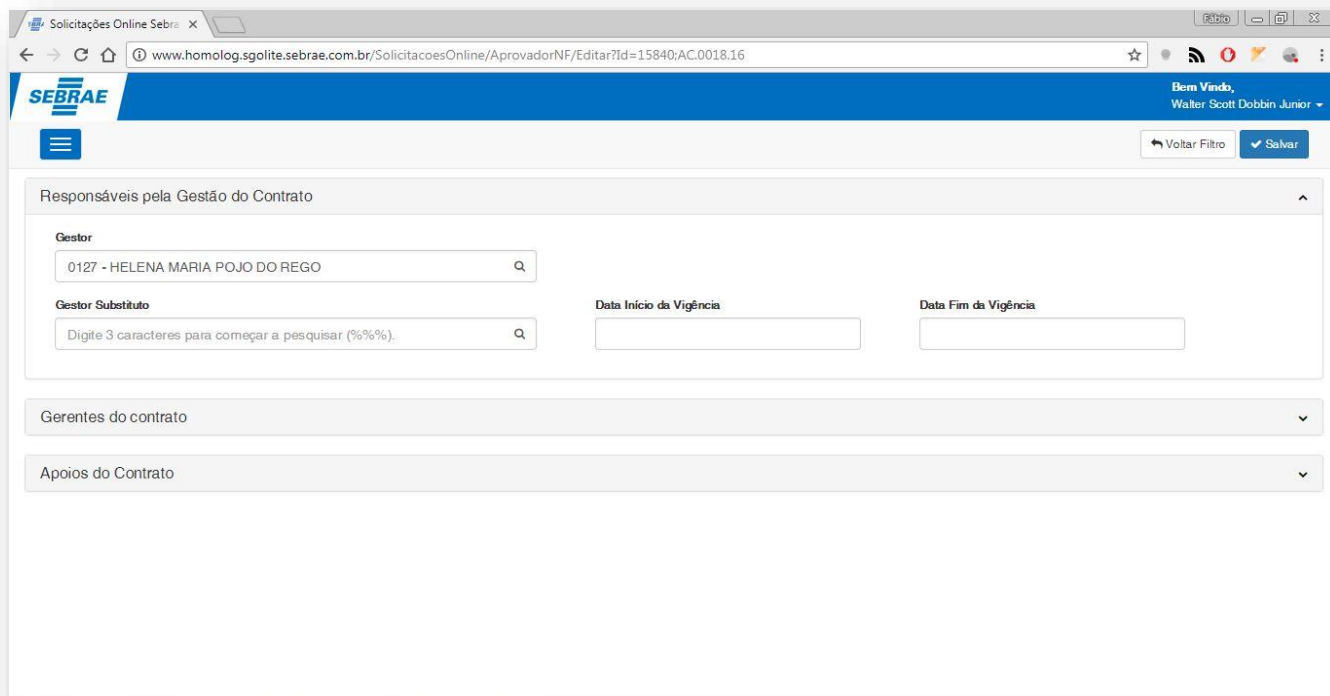 Solicitações Online Sebra
Fábio
www.homolog.sgolite.sebrae.com.br/SolicitacoesOnline/AprovadorNF/Editar?Id=15840;AC.0018.16
SEBRAE
Bem Vindo,
Walter Scott Dobbin Junior
Voltar Filtro
Salvar
Responsáveis pela Gestão do Contrato
Gestor
0127 - HELENA MARIA POJO DO REGO
Gestor Substituto
Data Início da Vigência
Data Fim da Vigência
Digite 3 caracteres para começar a pesquisar (%%%).
Gerentes do contrato
Apoios do Contrato